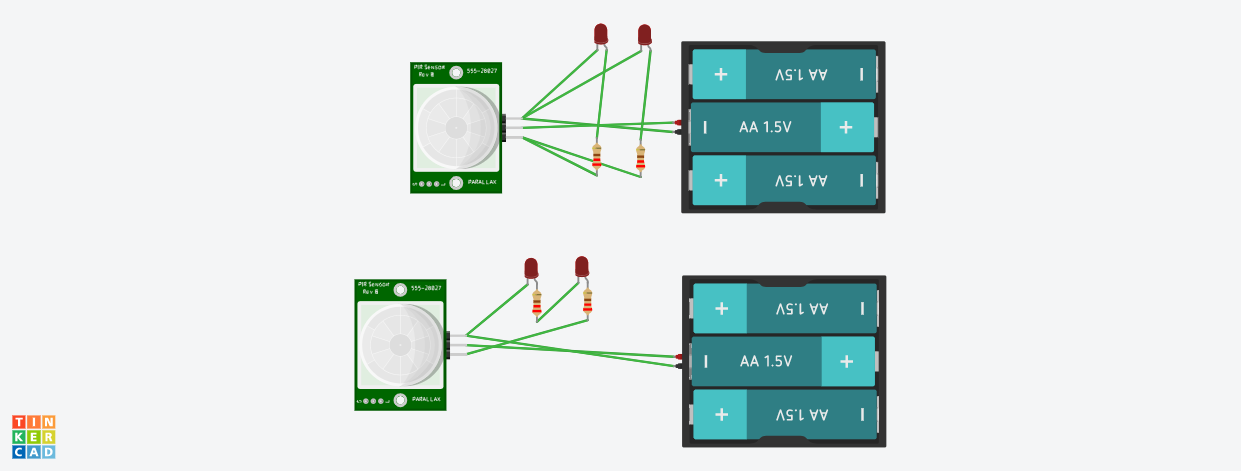 PIR SENSOR
Rev B
555-28027
PARALLAX
+ AA 1.5V -
- AA 1.5V +
+ AA 1.5V -
PIR SENSOR
Rev B
555-28027
PARALLAX
+ AA 1.5V -
- AA 1.5V +
+ AA 1.5V -
TIN
KER
CAD